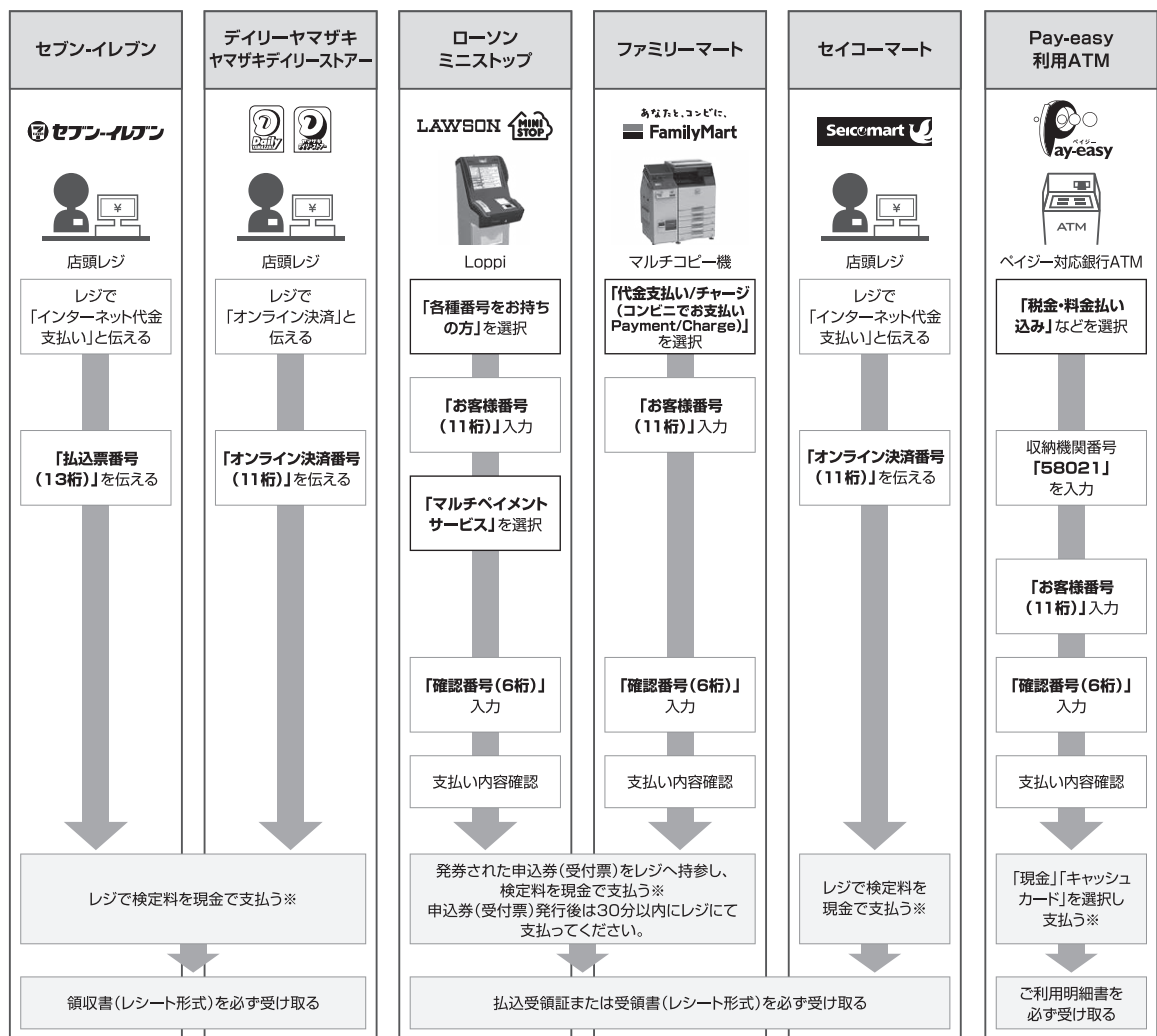 セブン-イレブン
セブン-イレブン
¥
店頭レジ
レジで
「インターネット代金
支払い」と伝える
「払込票番号
(13桁)」を伝える
デイリーヤマザキ
ヤマザキデイリーストアー
Daily
¥
店頭レジ
レジで
「オンライン決済」と
伝える
「オンライン決済番号
(11桁)」を伝える
レジで検定料を現金で支払う※
領収書(レシート形式)を必ず受け取る
ローソン
ミニストップ
LAWSON
MINI
STOP
Loppi
「各種番号をお持ち
の方」を選択
「お客様番号
(11桁)」入力
「マルチペイメント
サービス」を選択
「確認番号(6桁)」
入力
支払い内容確認
ファミリーマート
あなたと、コンビに、
FamilyMart
マルチコピー機
「代金支払い/チャージ
(コンビニでお支払い
Payment/Charge)」
を選択
「お客様番号
(11桁)」入力
「確認番号(6桁)」
入力
支払い内容確認
発券された申込券(受付票)をレジへ持参し、
検定料を現金で支払う※
申込券(受付票)発行後は30分以内にレジにて
支払ってください。
セイコーマート
Seicomart
¥
店頭レジ
レジで
「インターネット代金
支払い」と伝える
「オンライン決済番号
(11桁)」を伝える
レジで検定料を
現金で支払う※
払込受領証または受領書(レシート形式)を必ず受け取る
Pay-easy
利用ATM
ペイジー
Pay-easy
ATM
ペイジー対応銀行ATM
「税金・料金払い
込み」などを選択
収納機関番号
「58021」
を入力
「お客様番号
(11桁)」入力
「確認番号(6桁)」
入力
支払い内容確認
「現金」「キャッシュ
カード」を選択し
支払う※
ご利用明細書を
必ず受け取る